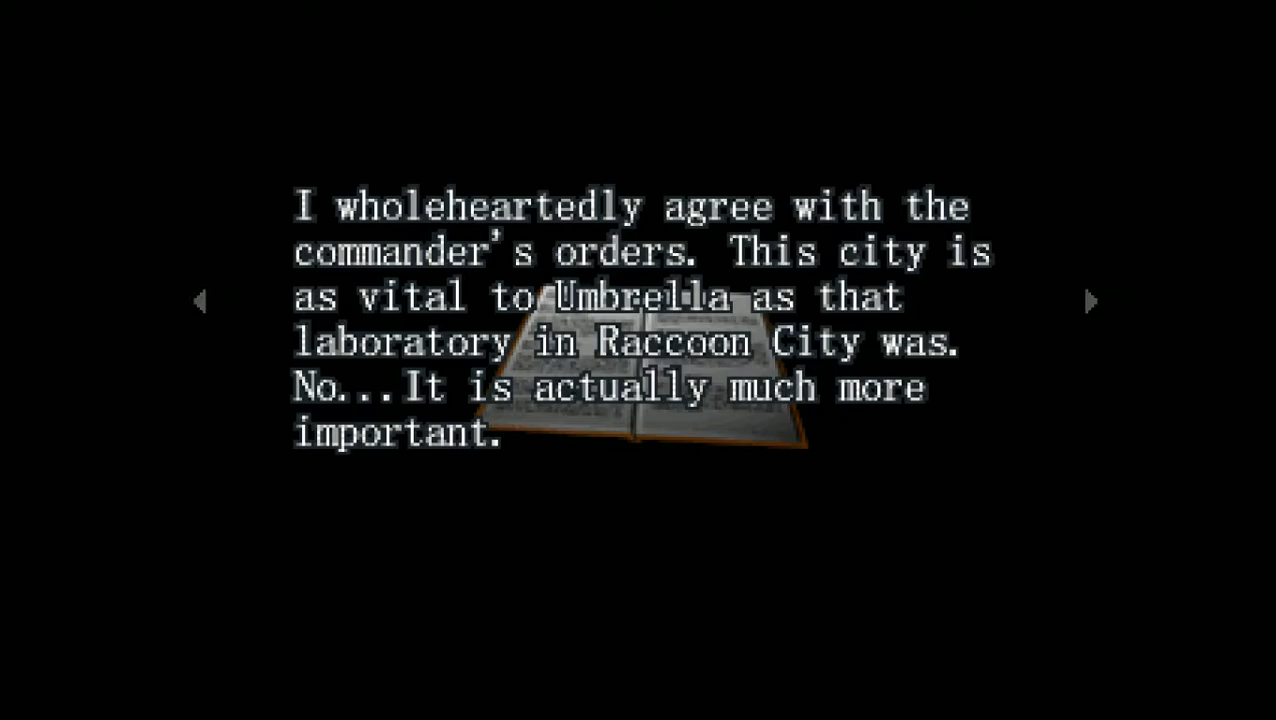 I wholeheartedly agree with the
commander's orders. This city is
as vital to Umbrella as that
laboratory in Raccoon City was.
No...It is actually much more
important.